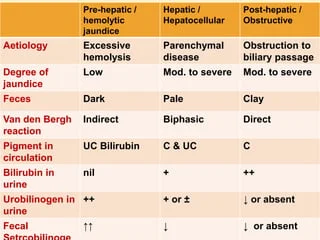 Pre-hepatic / hemolytic jaundice
Hepatic / Hepatocellular
Post-hepatic / Obstructive
Aetiology
Excessive hemolysis
Parenchymal disease
Obstruction to biliary passage
Degree of jaundice
Low
Mod. to severe
Mod. to severe
Feces
Dark
Pale
Clay
Van den Bergh reaction
Indirect
Biphasic
Direct
Pigment in circulation
UC Bilirubin
C & UC
C
Bilirubin in urine
nil
+
++
Urobilinogen in urine
++
+ or ±
↓ or absent
Fecal Setrcobilinoge
↑↑
↓
↓ or absent